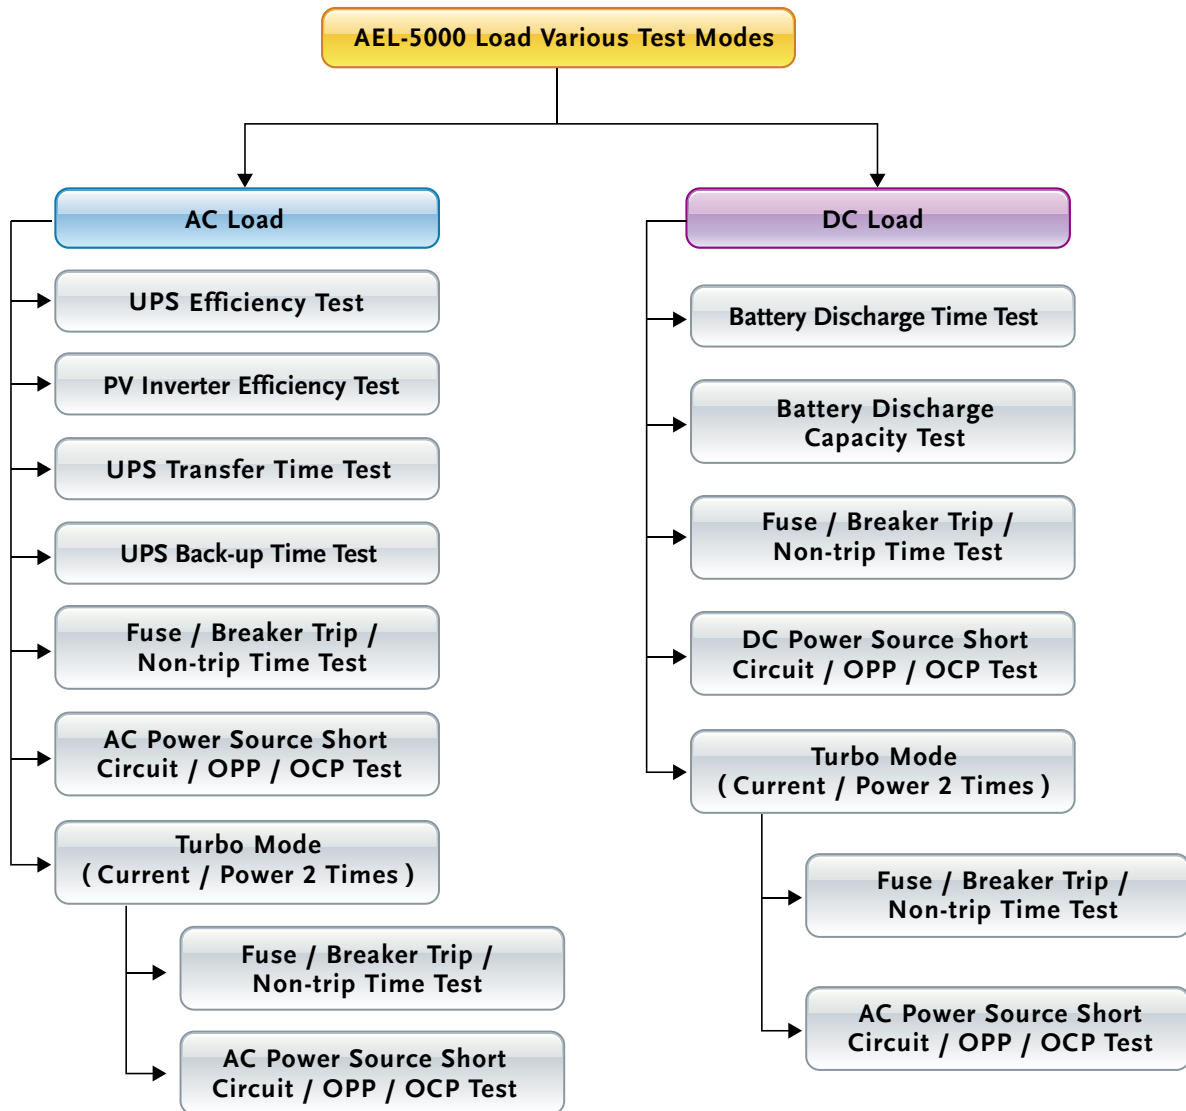 AEL-5000 Load Various Test Modes
AC Load
UPS Efficiency Test
PV Inverter Efficiency Test
UPS Transfer Time Test
UPS Back-up Time Test
Fuse / Breaker Trip /
Non-trip Time Test
AC Power Source Short
Circuit / OPP / OCP Test
Turbo Mode
( Current / Power 2 Times )
Fuse / Breaker Trip /
Non-trip Time Test
AC Power Source Short
Circuit / OPP / OCP Test
DC Load
Battery Discharge Time Test
Battery Discharge
Capacity Test
Fuse / Breaker Trip /
Non-trip Time Test
DC Power Source Short
Circuit / OPP / OCP Test
Turbo Mode
( Current / Power 2 Times )
Fuse / Breaker Trip /
Non-trip Time Test
AC Power Source Short
Circuit / OPP / OCP Test